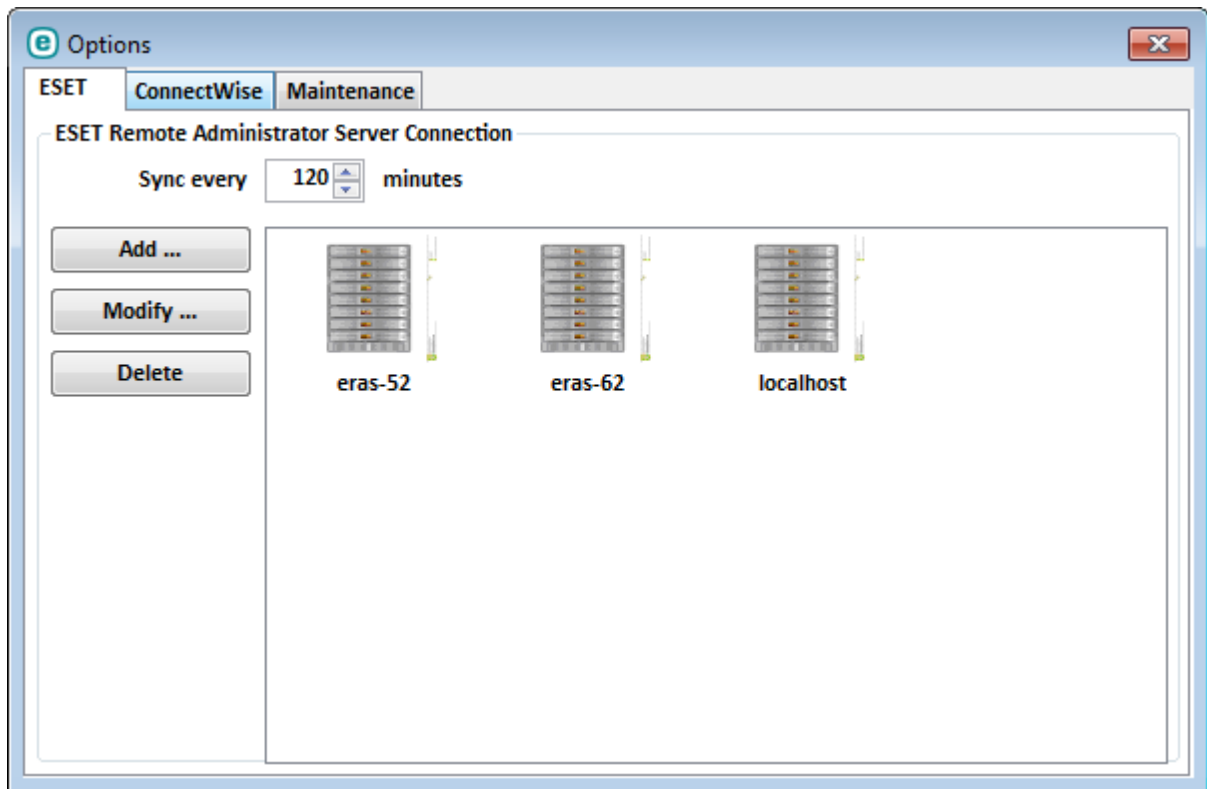 e Options
ESET ConnectWise Maintenance
ESET Remote Administrator Server Connection
Sync every 120 minutes
Add ...
Modify ...
Delete
eras-52 eras-62 localhost